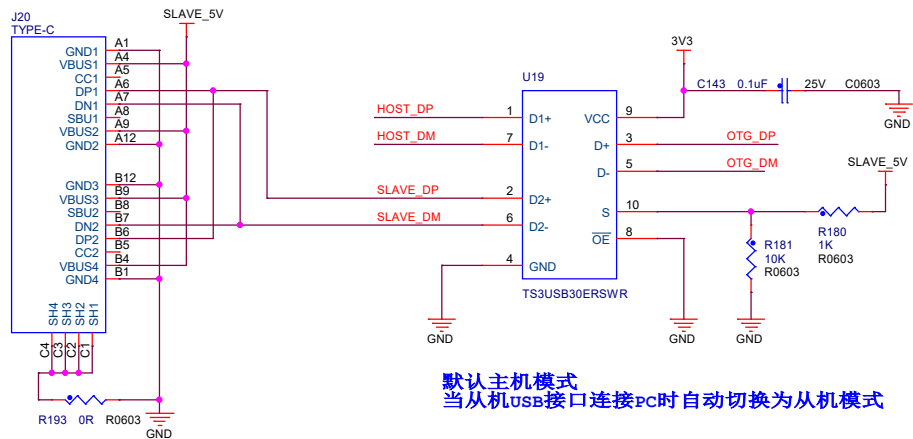 J20
TYPE-C
SLAVE_5V
GND1 A1
VBUS1 A4
CC1 A5
DP1 A6
DN1 A7
SBU1 A8
VBUS2 A9
GND2 A12
GND3 B12
VBUS3 B9
SBU2 B8
DN2 B7
DP2 B6
CC2 B5
VBUS4 B4
GND4 B1
SH4 SH3 SH2 SH1
C4 C3 C2 C1
R193 0R R0603
GND
HOST_DP
HOST_DM
SLAVE_DP
SLAVE_DM
U19
1 D1+ VCC 9
7 D1- D+ 3
D- 5
2 D2+ S 10
6 D2- OE 8
4 GND
TS3USB30ERSWR
GND
3V3
C143 0.1uF 25V C0603
GND
OTG_DP
OTG_DM
SLAVE_5V
R180
1K
R0603
R181
10K
R0603
GND
GND
默认主机模式
当从机USB接口连接PC时自动切换为从机模式